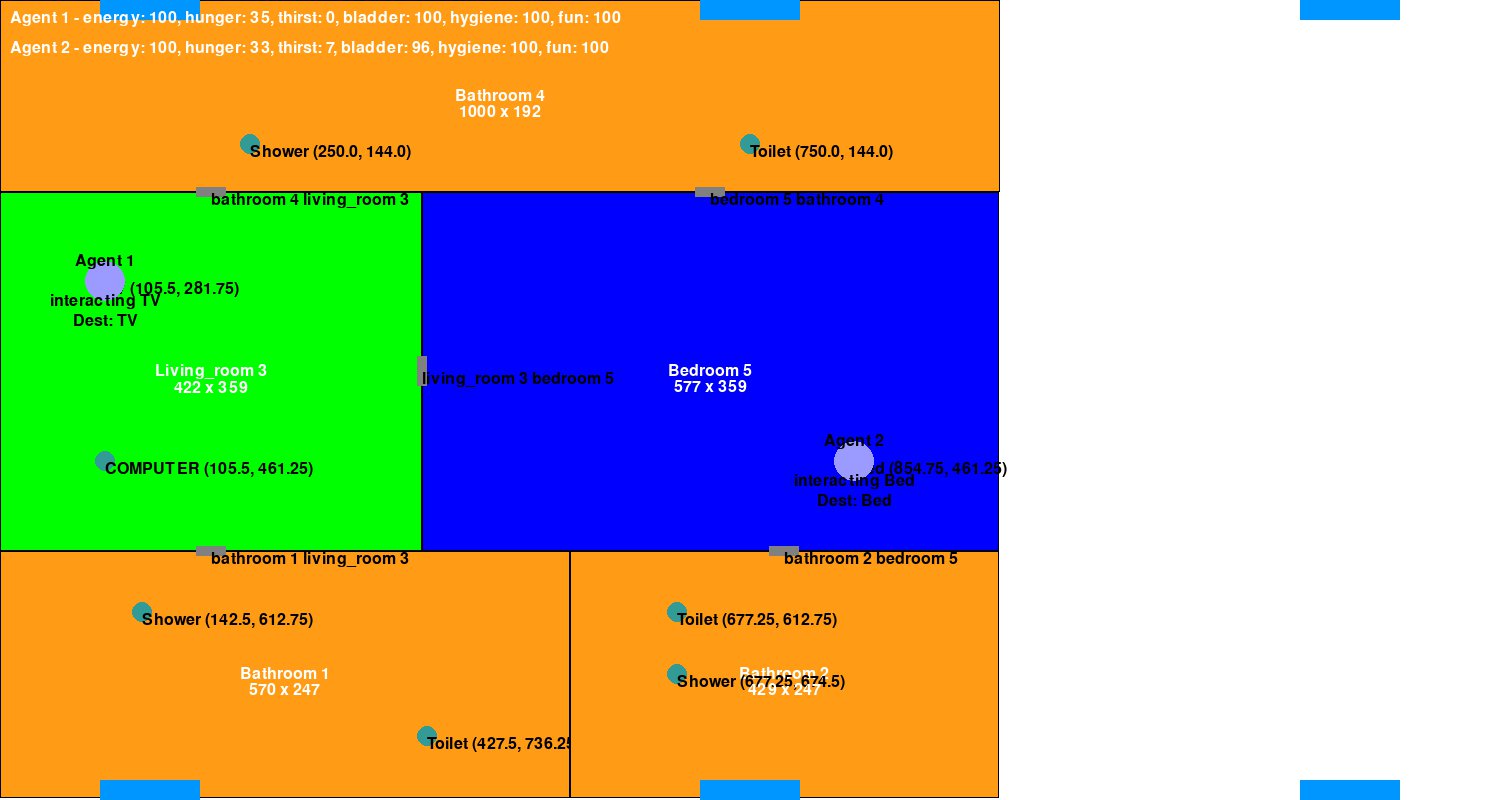 Agent 1 - energy: 100, hunger: 35, thirst: 0, bladder: 100, hygiene: 100, fun: 100
Agent 2 - energy: 100, hunger: 33, thirst: 7, bladder: 96, hygiene: 100, fun: 100
Bathroom 4
1000 x 192
Shower (250.0, 144.0)
Toilet (750.0, 144.0)
bathroom 4 living_room 3
bedroom 5 bathroom 4
Agent 1
(105.5, 281.75)
interacting TV
Dest: TV
Living_room 3
422 x 359
living_room 3 bedroom 5
Bedroom 5
577 x 359
Agent 2
(854.75, 461.25)
interacting Bed
Dest: Bed
COMPUTER (105.5, 461.25)
bathroom 1 living_room 3
bathroom 2 bedroom 5
Shower (142.5, 612.75)
Toilet (677.25, 612.75)
Bathroom 1
570 x 247
Bathroom 2
Shower (677.25, 674.5)
429 x 247
Toilet (427.5, 736.25